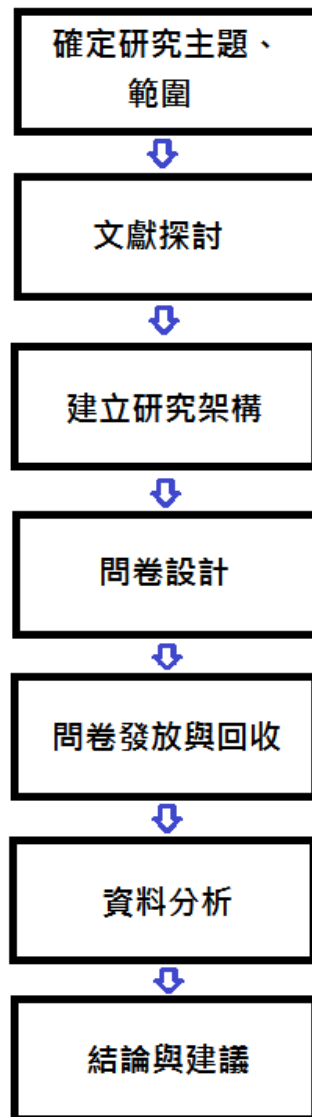 確定研究主題、
範圍
文獻探討
建立研究架構
問卷設計
問卷發放與回收
資料分析
結論與建議